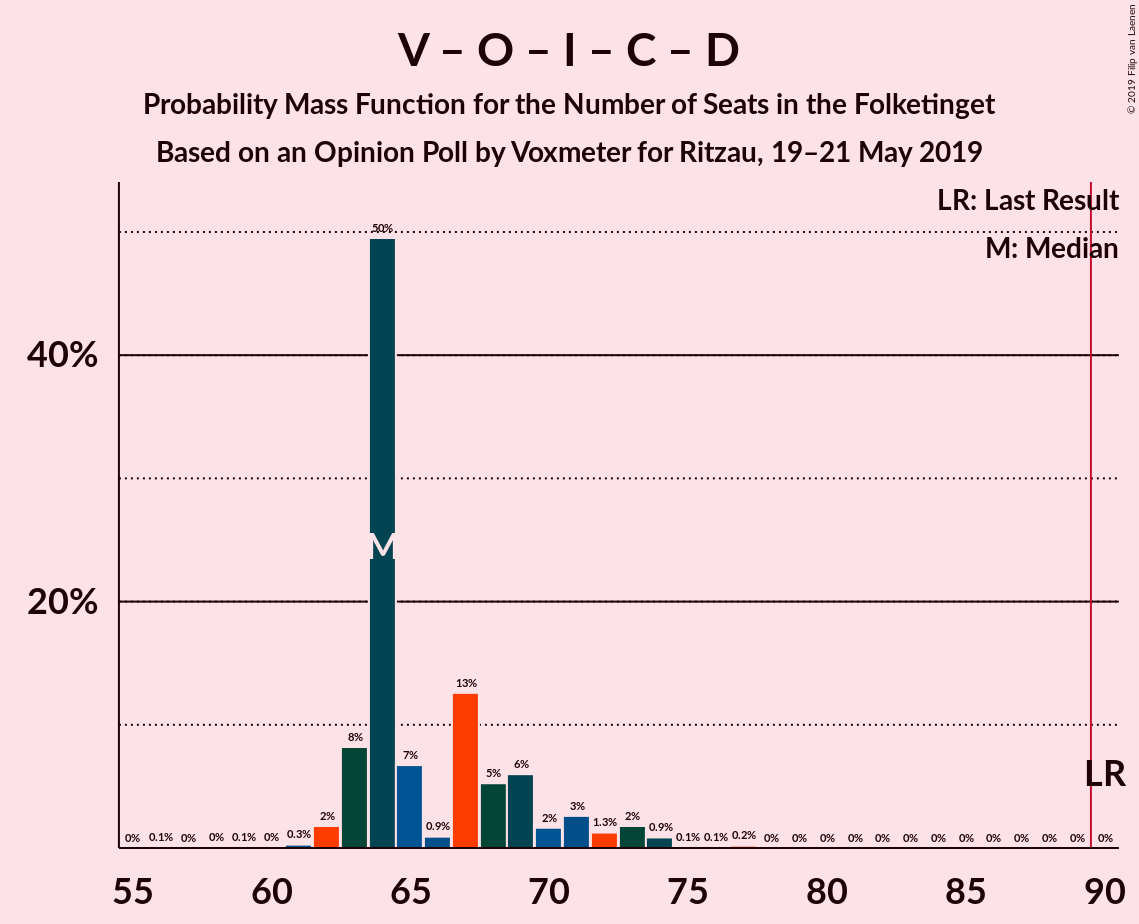 V – O – I – C – D
Probability Mass Function for the Number of Seats in the Folketinget
Based on an Opinion Poll by Voxmeter for Ritzau, 19–21 May 2019
© 2019 Filip van Laenen
LR: Last Result
M: Median
50%
40%
M
20%
13%
8%
7%
6%
5%
LR
0% 0.1% 0% 0% 0.1% 0% 0.3% 2% 0.9% 2% 3% 1.3% 2% 0.9% 0.1% 0.1% 0.2% 0% 0% 0% 0% 0% 0% 0% 0% 0% 0% 0% 0% 0%
55 60 65 70 75 80 85 90